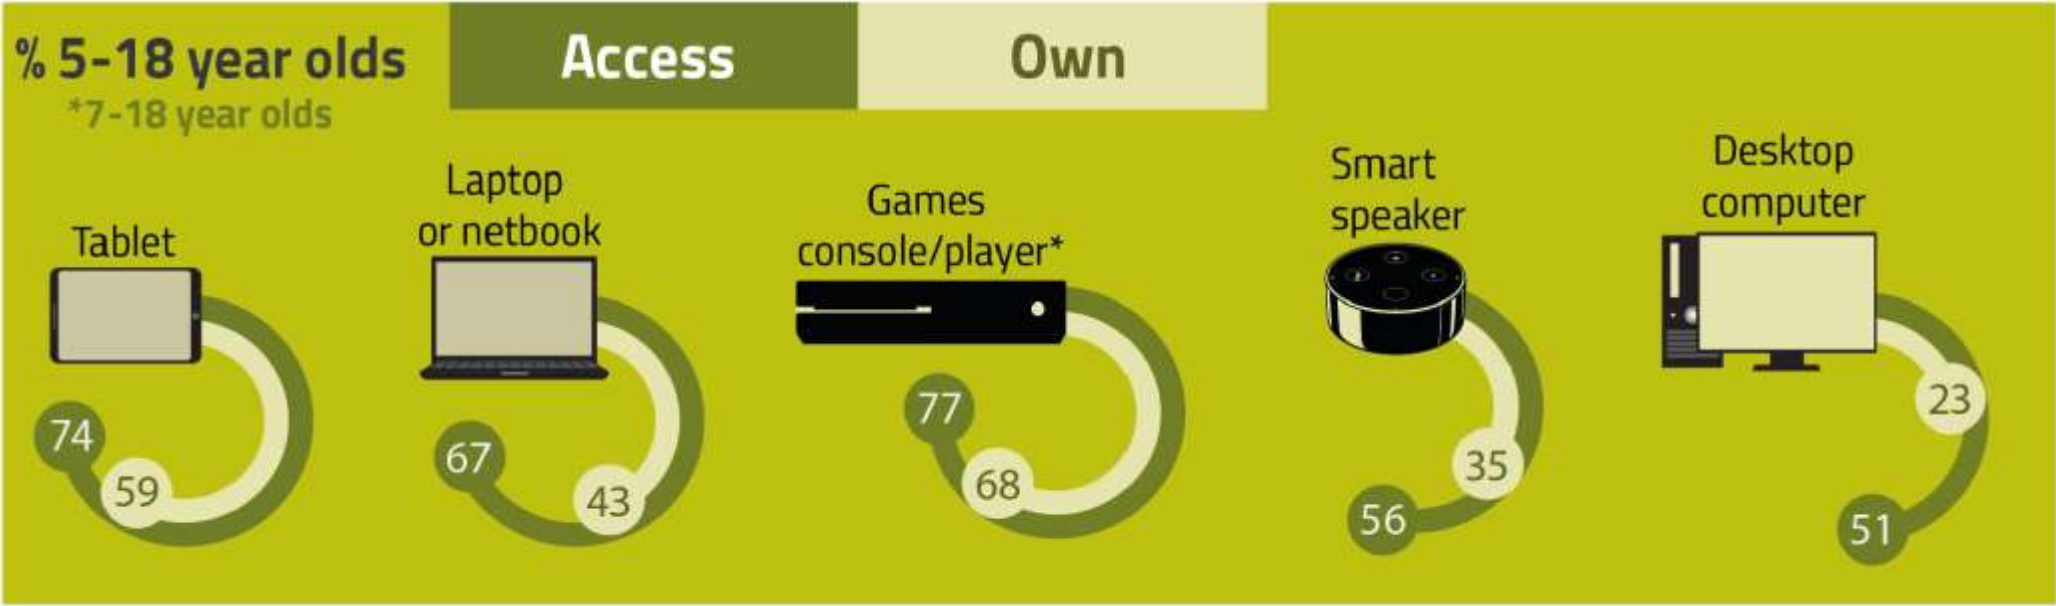 % 5-18 year olds
*7-18 year olds
Access
Own
Tablet
74
59
Laptop
or netbook
67
43
Games
console/player*
77
68
Smart
speaker
35
56
Desktop
computer
23
51